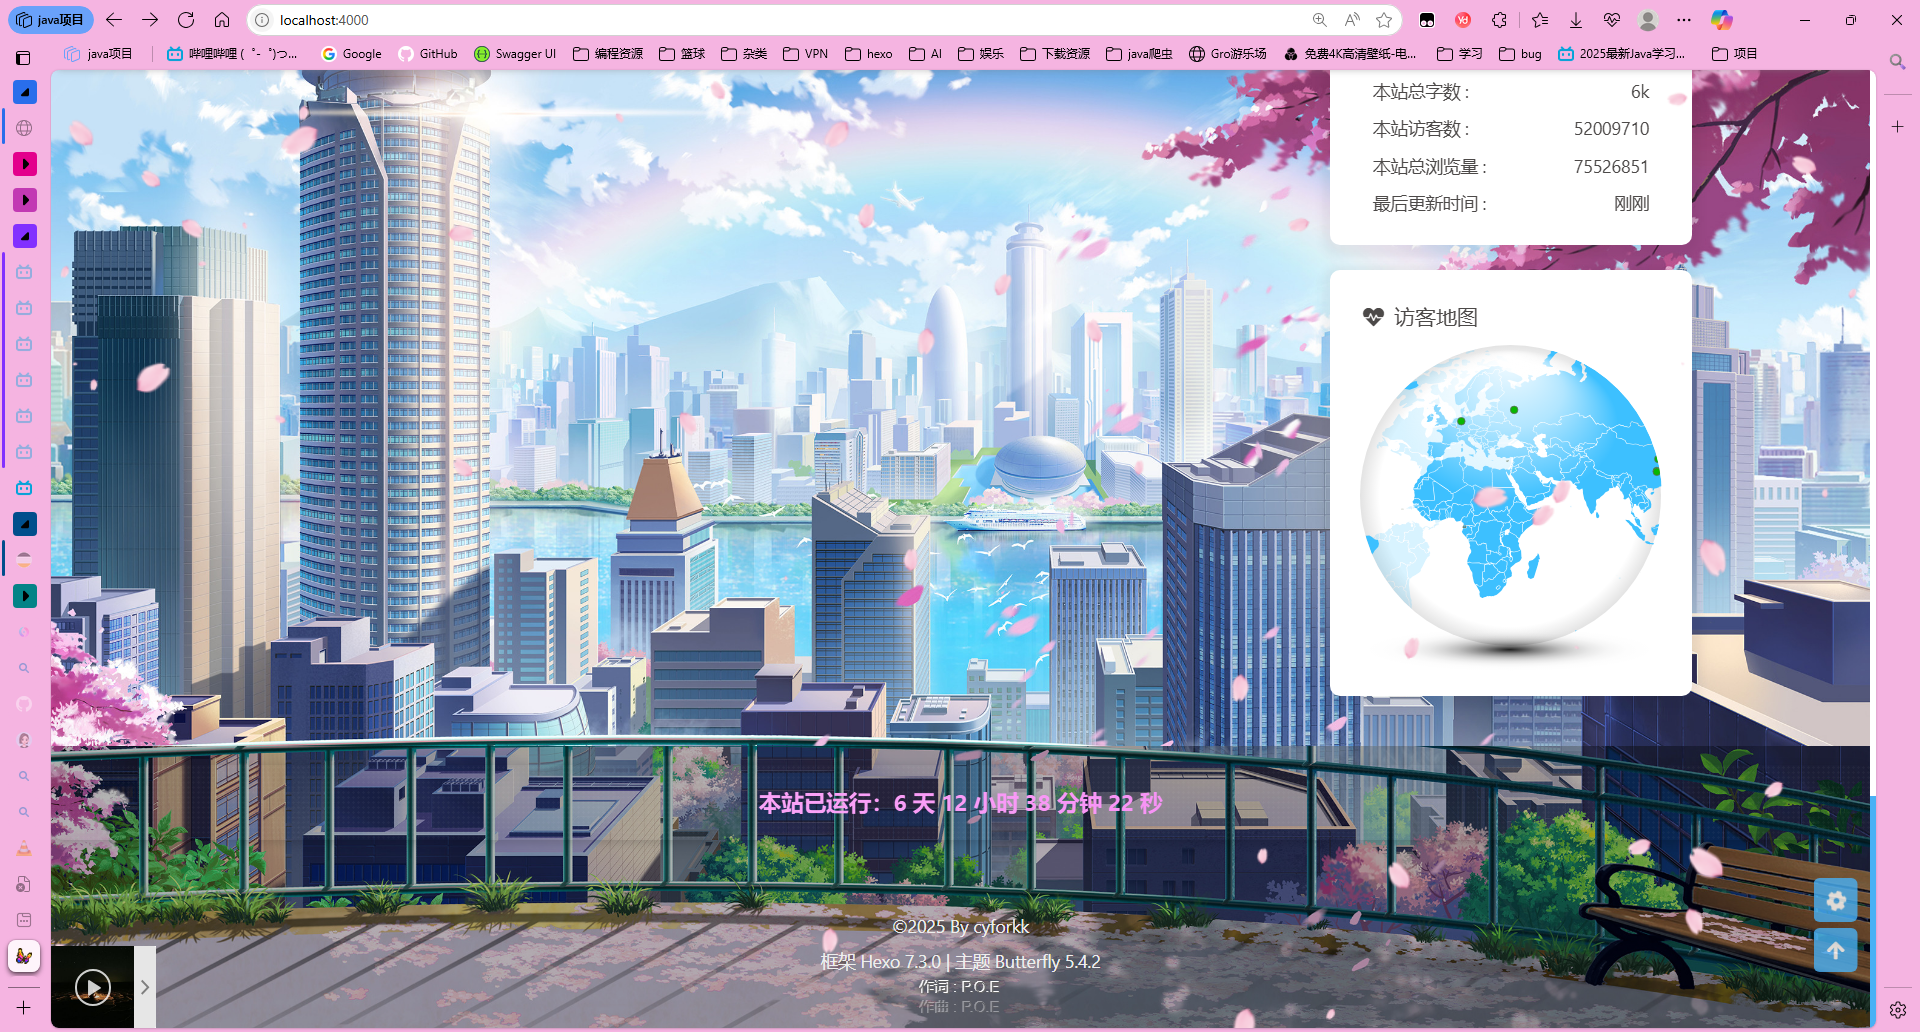 java项目
localhost:4000
java项目
哔哩哔哩 (゜-゜)つ...
Google
GitHub
Swagger UI
编程资源
篮球
杂类
VPN
hexo
AI
娱乐
下载资源
java爬虫
Gro游乐场
免费4K高清壁纸-电...
学习
bug
2025最新Java学习...
项目
本站总字数 : 6k
本站访客数 : 52009710
本站总浏览量 : 75526851
最后更新时间 : 刚刚
访客地图
本站已运行：6 天 12 小时 38 分钟 22 秒
©2025 By cyforkk
框架 Hexo 7.3.0 | 主题 Butterfly 5.4.2
作词 : P.O.E
作曲 : P.O.E